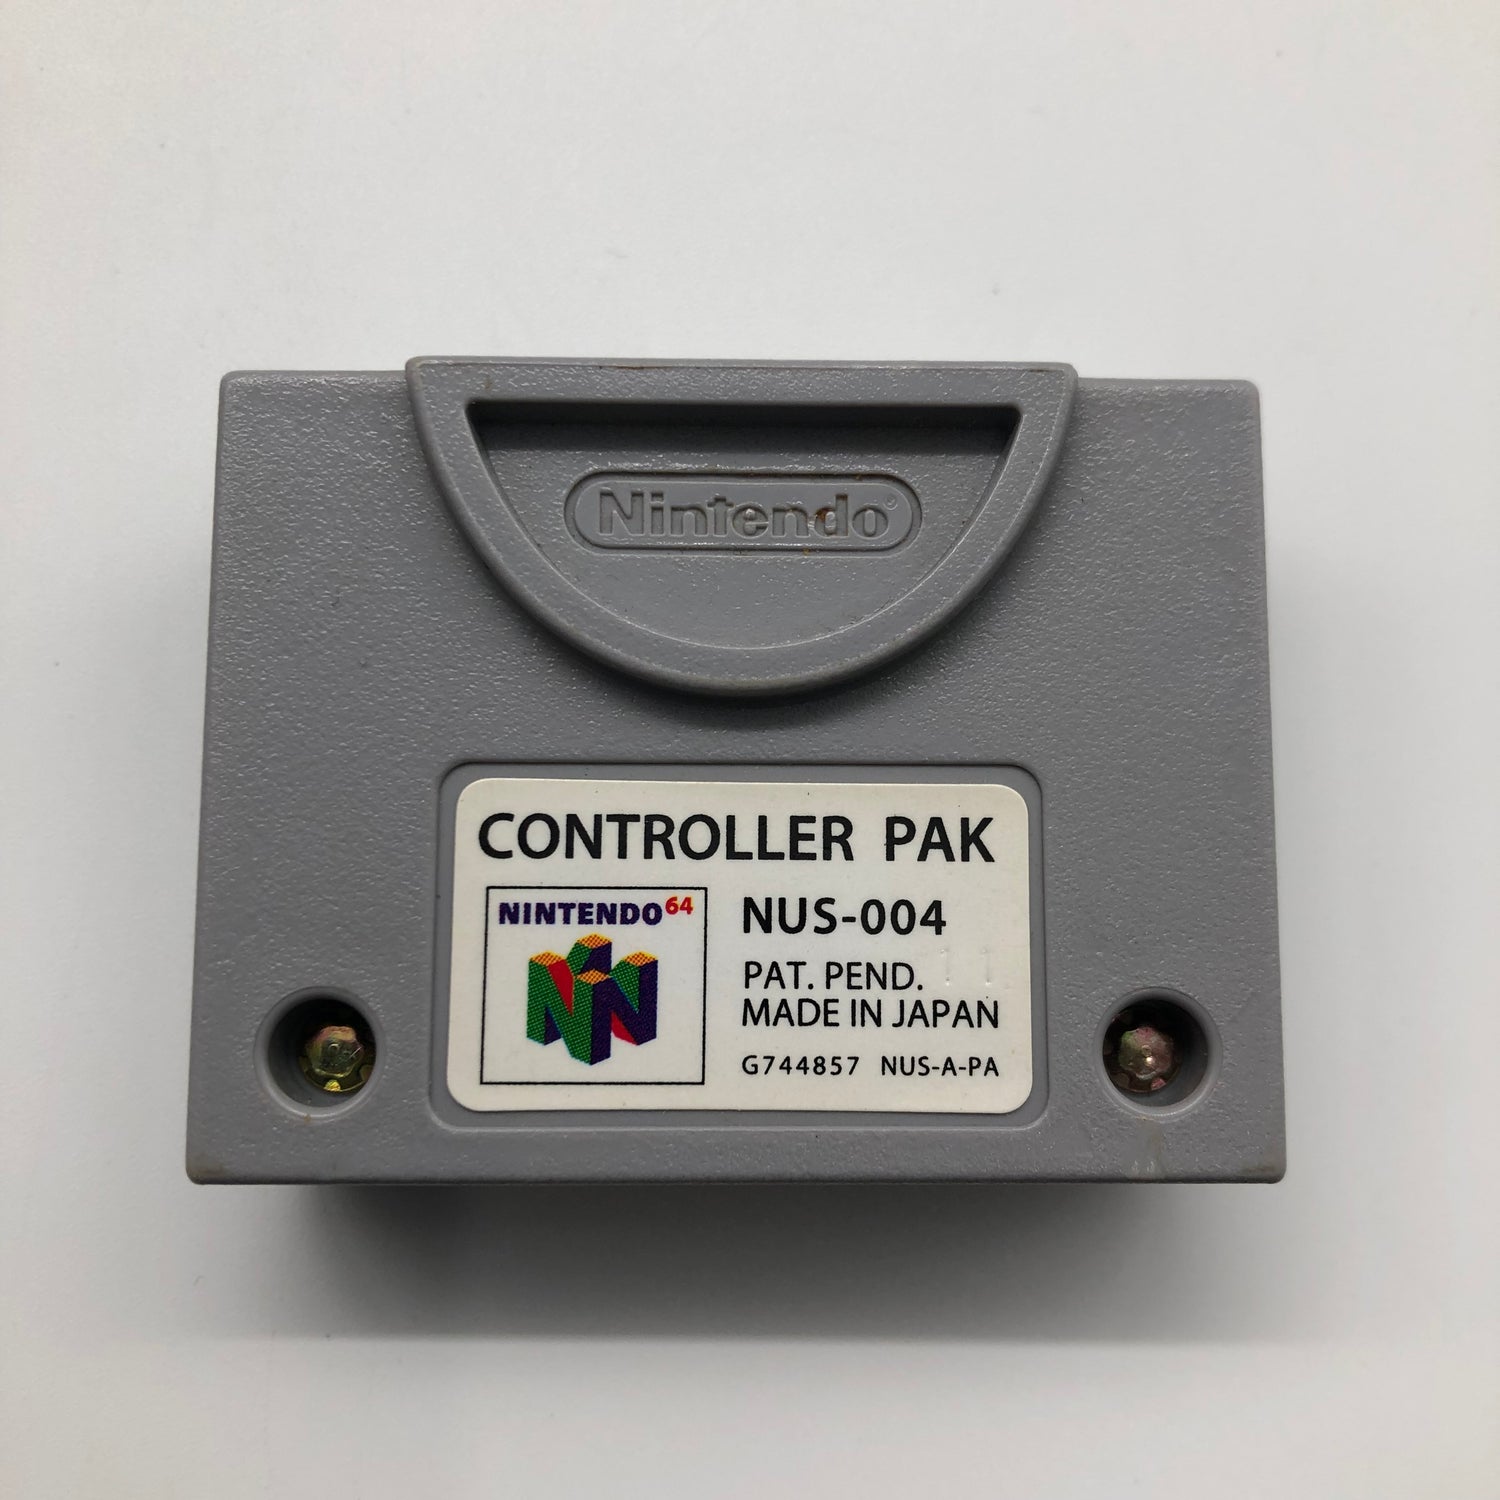 Nintendo®
CONTROLLER PAK
NINTENDO64
NUS-004
PAT. PEND.
MADE IN JAPAN
G744857 NUS-A-PA